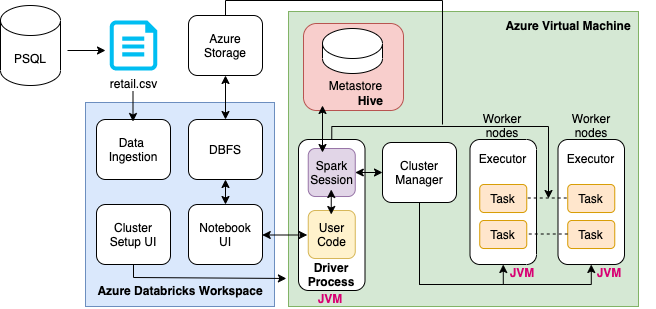 PSQL
retail.csv
Azure
Storage
Azure Virtual Machine
Metastore
Hive
Data
Ingestion
DBFS
Cluster
Setup UI
Notebook
UI
Azure Databricks Workspace
Spark
Session
User
Code
Driver
Process
JVM
Cluster
Manager
Worker
nodes
Executor
Task
Task
JVM
Worker
nodes
Executor
Task
Task
JVM